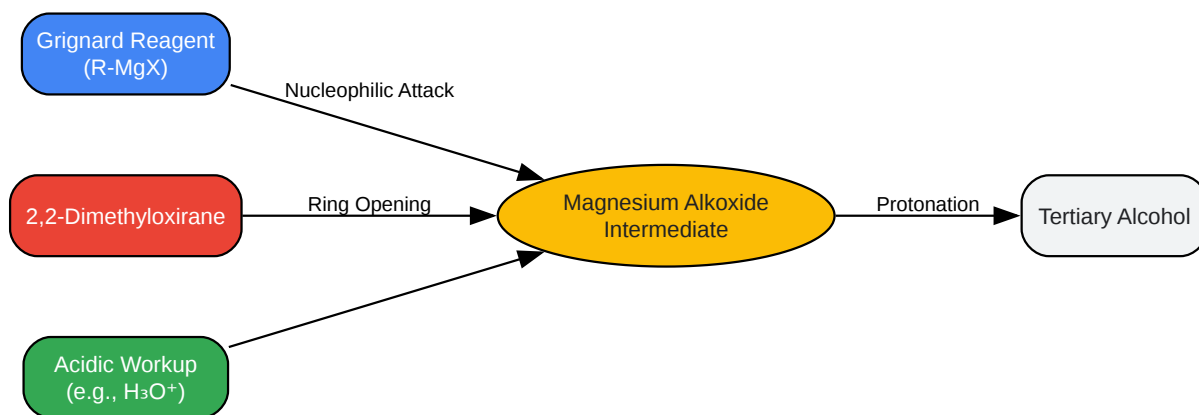 Grignard Reagent
(R-MgX)
Nucleophilic Attack
2,2-Dimethyloxirane
Ring Opening
Magnesium Alkoxide
Intermediate
Protonation
Tertiary Alcohol
Acidic Workup
(e.g., H₃O⁺)